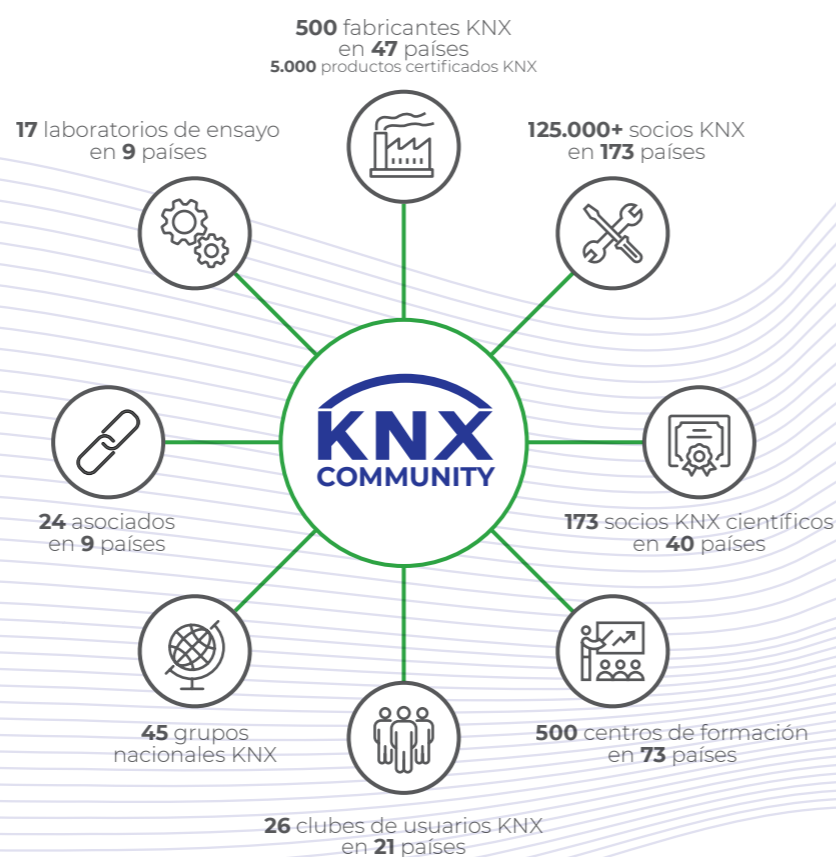 500 fabricantes KNX
en 47 países
5.000 productos certificados KNX
17 laboratorios de ensayo
en 9 países
125.000+ socios KNX
en 173 países
KNX
COMMUNITY
24 asociados
en 9 países
173 socios KNX científicos
en 40 países
45 grupos
nacionales KNX
500 centros de formación
en 73 países
26 clubes de usuarios KNX
en 21 países